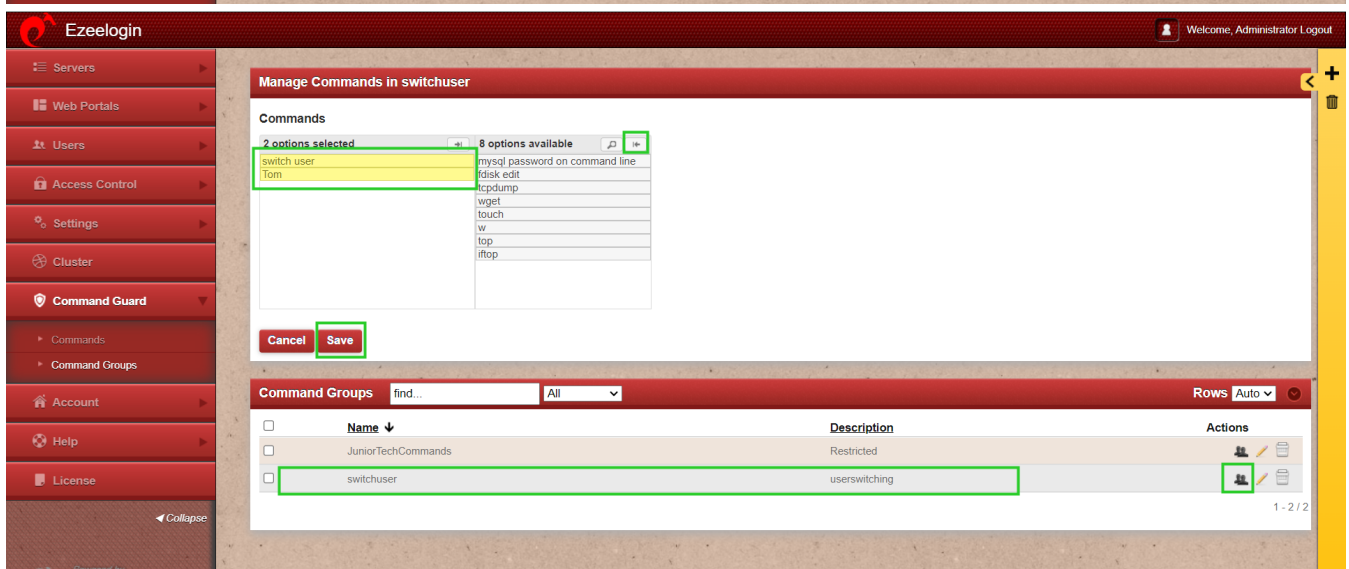 Ezeelogin
Welcome, Administrator Logout
Servers
Web Portals
Users
Access Control
Settings
Cluster
Command Guard
Commands
Command Groups
Account
Help
License
Collapse
Manage Commands in switchuser
Commands
2 options selected
switch user
Tom
8 options available
mysql password on command line
fdisk edit
tcpdump
wget
touch
w
top
iftop
Cancel Save
Command Groups find... All Rows Auto
Name Description Actions
JuniorTechCommands Restricted
switchuser userswitching
1 - 2 / 2